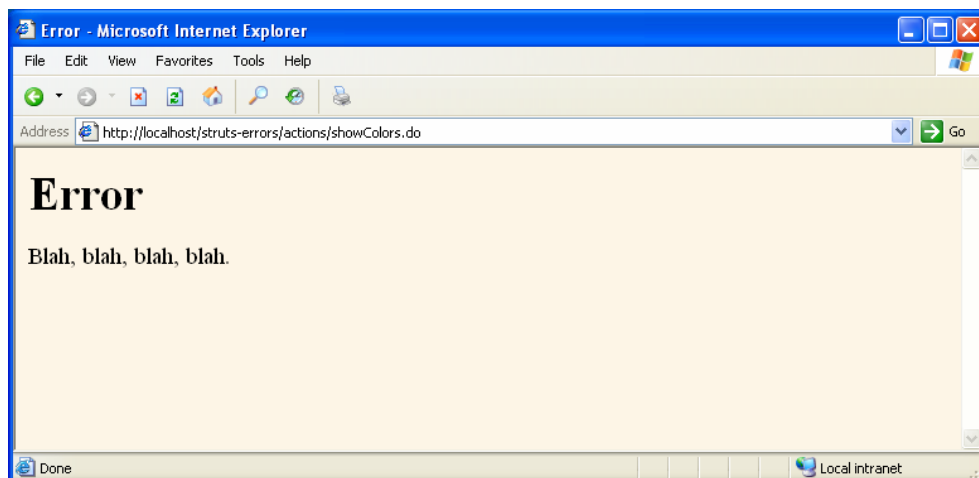 Error - Microsoft Internet Explorer
File Edit View Favorites Tools Help
Address http://localhost/struts-errors/actions/showColors.do Go
Error
Blah, blah, blah, blah.
Done Local intranet